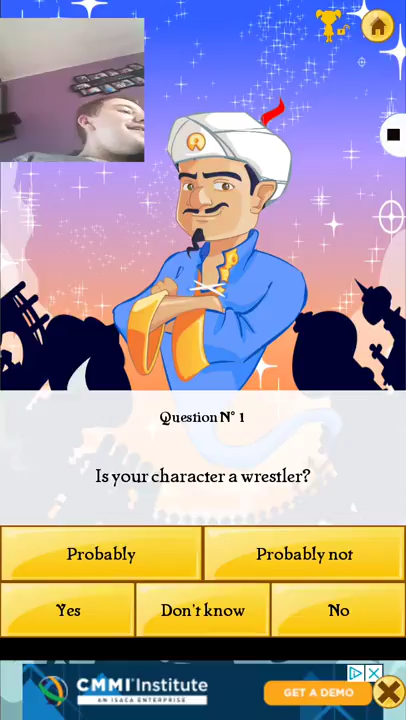 Question N° 1
Is your character a wrestler?
Probably
Probably not
Yes
Don't know
No
CMMI Institute
AN ISACA ENTERPRISE
GET A DEMO